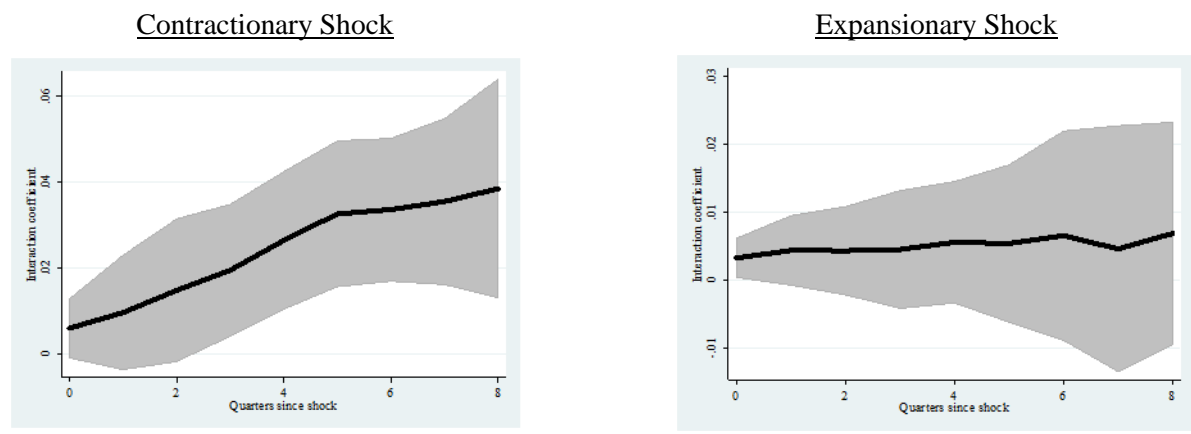 Contractionary Shock
Expansionary Shock
Interaction coefficient
.06
.04
.02
0
0 2 4 6 8
Quarters since shock
Interaction coefficient
.03
.02
.01
0
-.01
0 2 4 6 8
Quarters since shock